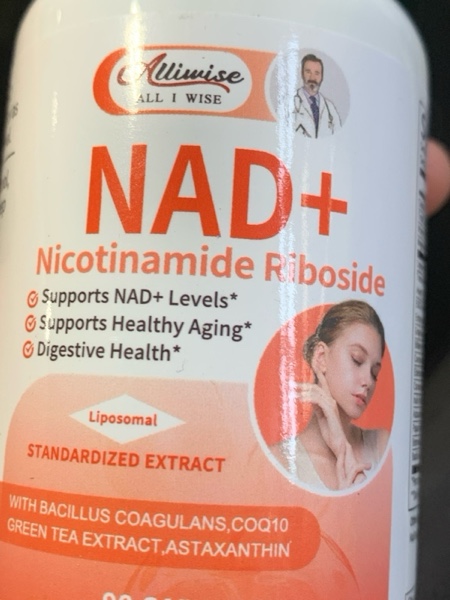 Alliwise
ALL I WISE
NAD+
Nicotinamide Riboside
Supports NAD+ Levels*
Supports Healthy Aging*
Digestive Health*
Liposomal
STANDARDIZED EXTRACT
WITH BACILLUS COAGULANS,COQ10
GREEN TEA EXTRACT,ASTAXANTHIN